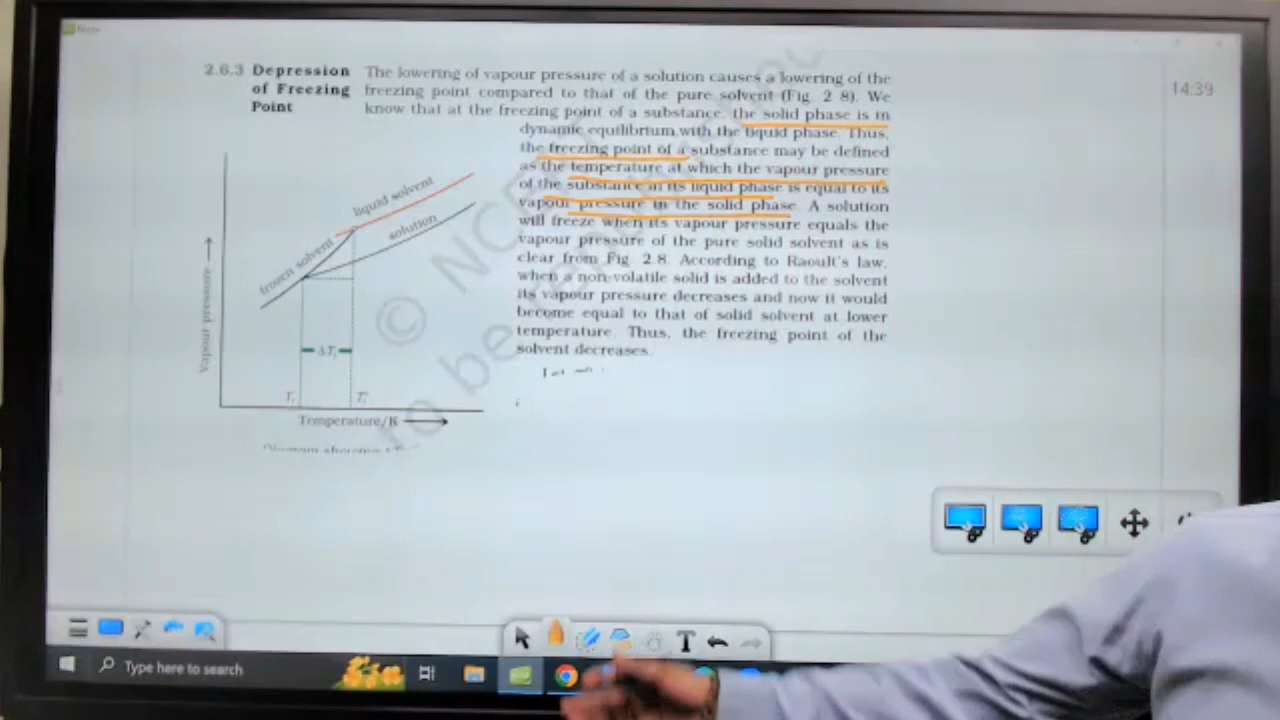 2.6.3 Depression of Freezing Point
The lowering of vapour pressure of a solution causes a lowering of the
freezing point compared to that of the pure solvent (Fig. 2 8). We
know that at the freezing point of a substance, the solid phase is in
dynamic equilibrium with the liquid phase. Thus,
the freezing point of a substance may be defined
as the temperature at which the vapour pressure
of the substance in its liquid phase is equal to its
vapour pressure in the solid phase. A solution
will freeze when its vapour pressure equals the
vapour pressure of the pure solid solvent as is
clear from Fig. 2.8. According to Raoult's law,
when a non-volatile solid is added to the solvent
its vapour pressure decreases and now it would
become equal to that of solid solvent at lower
temperature. Thus, the freezing point of the
solvent decreases.
14:39
liquid solvent
frozen solvent
solution
Vapour pressure
ΔTf
Tf
Tf°
Temperature/K
© NCERT
to be
T
Type here to search